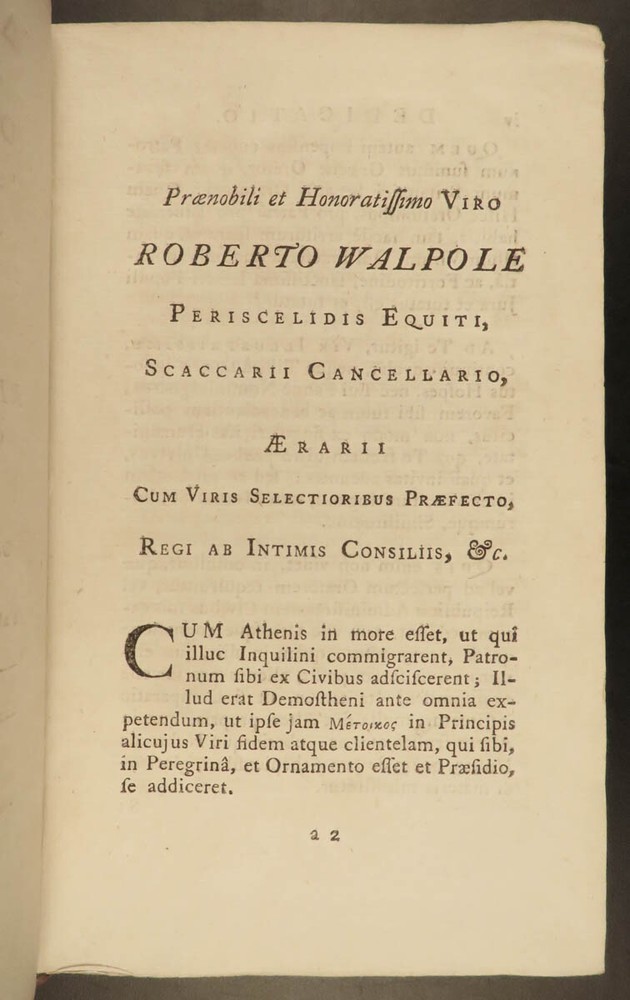 Prænobili et Honoratiſſimo VIRO
ROBERTO WALPOLE
PERISCELIDIS EQUITI,
SCACCARII CANCELLARIO,
ÆRARII
CUM VIRIS SELECTIORIBUS PRÆFECTO,
REGI AB INTIMIS CONSILIIS, &c.
CUM Athenis in more eſſet, ut qui
illuc Inquilini commigrarent, Patro-
num ſibi ex Civibus adſciſcerent; Il-
lud erat Demoſtheni ante omnia ex-
petendum, ut ipſe jam Μέτοικος in Principis
alicujus Viri fidem atque clientelam, qui ſibi,
in Peregrinâ, et Ornamento eſſet et Præſidio,
ſe addiceret.
a 2